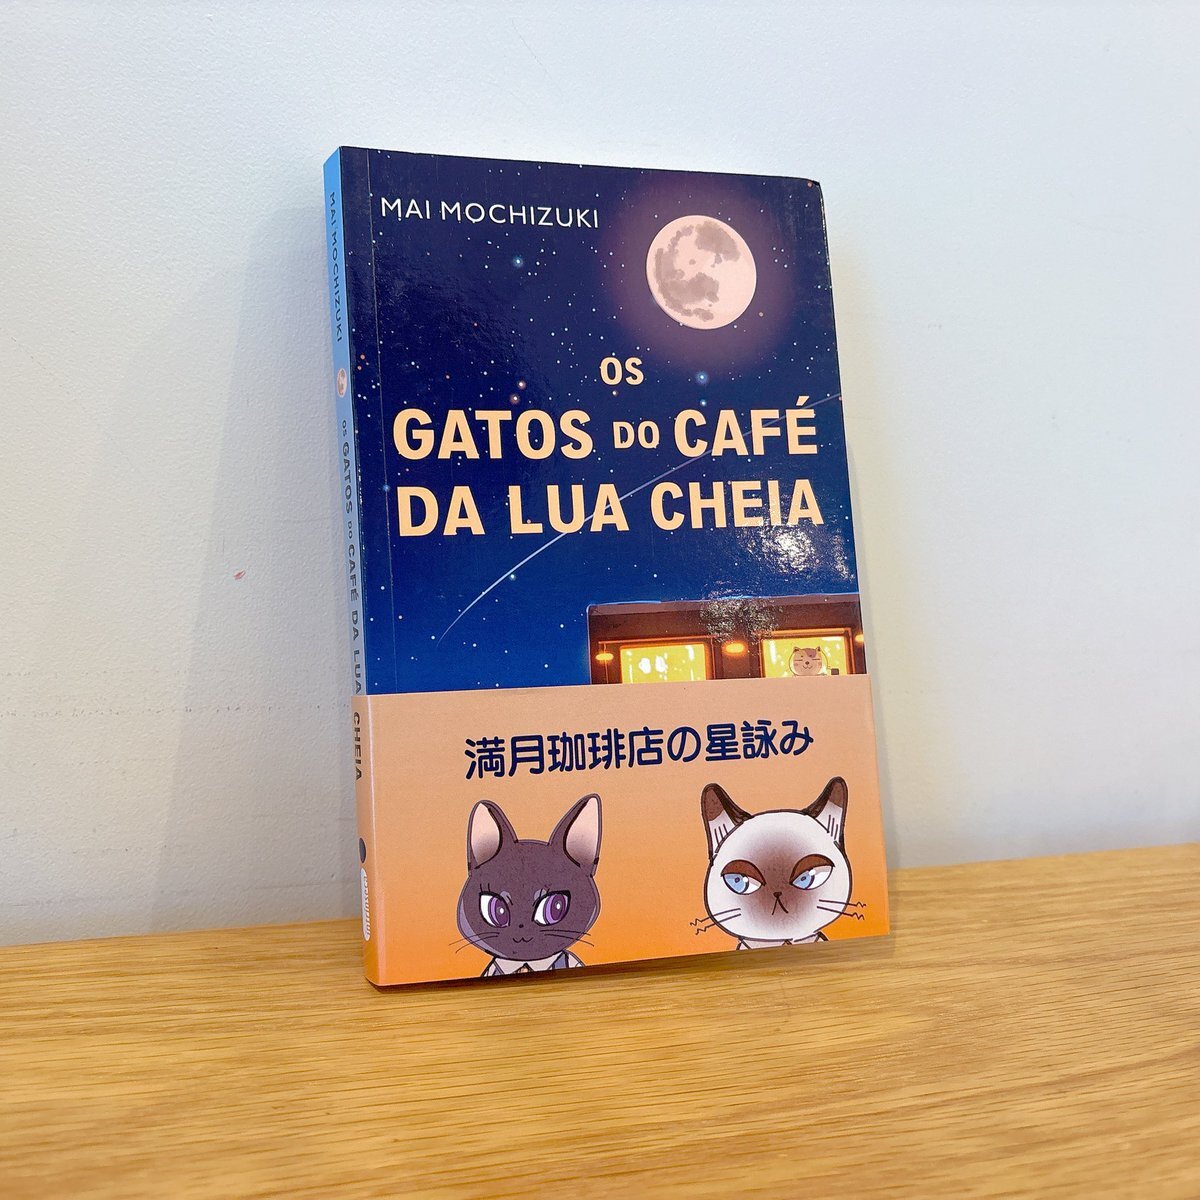 MAI MOCHIZUKI
OS
GATOS DO CAFÉ
DA LUA CHEIA
満月珈琲店の星詠み
MAI MOCHIZUKI
OS GATOS DO CAFÉ DA LUA CHEIA